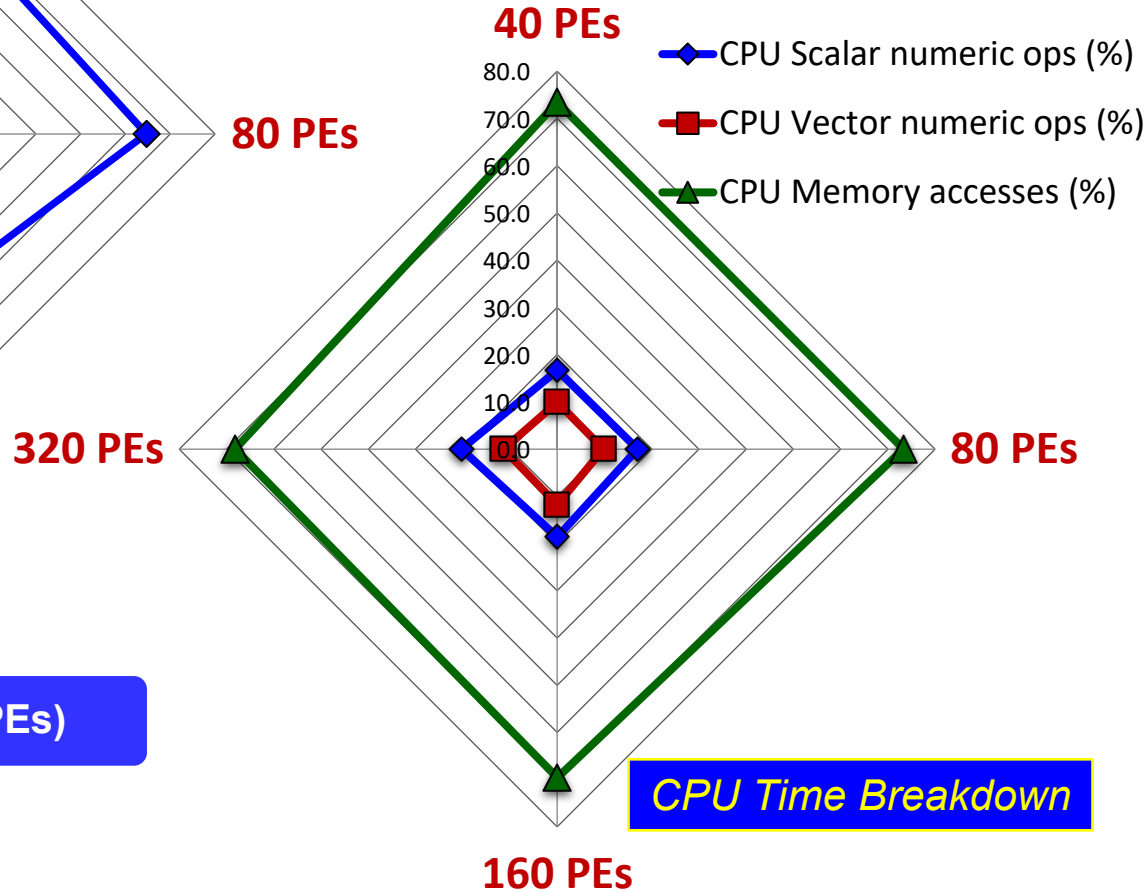 40 PEs
CPU Scalar numeric ops (%)
CPU Vector numeric ops (%)
CPU Memory accesses (%)
80.0
70.0
60.0
50.0
40.0
30.0
20.0
10.0
0.0
80 PEs
320 PEs
80 PEs
PEs)
CPU Time Breakdown
160 PEs